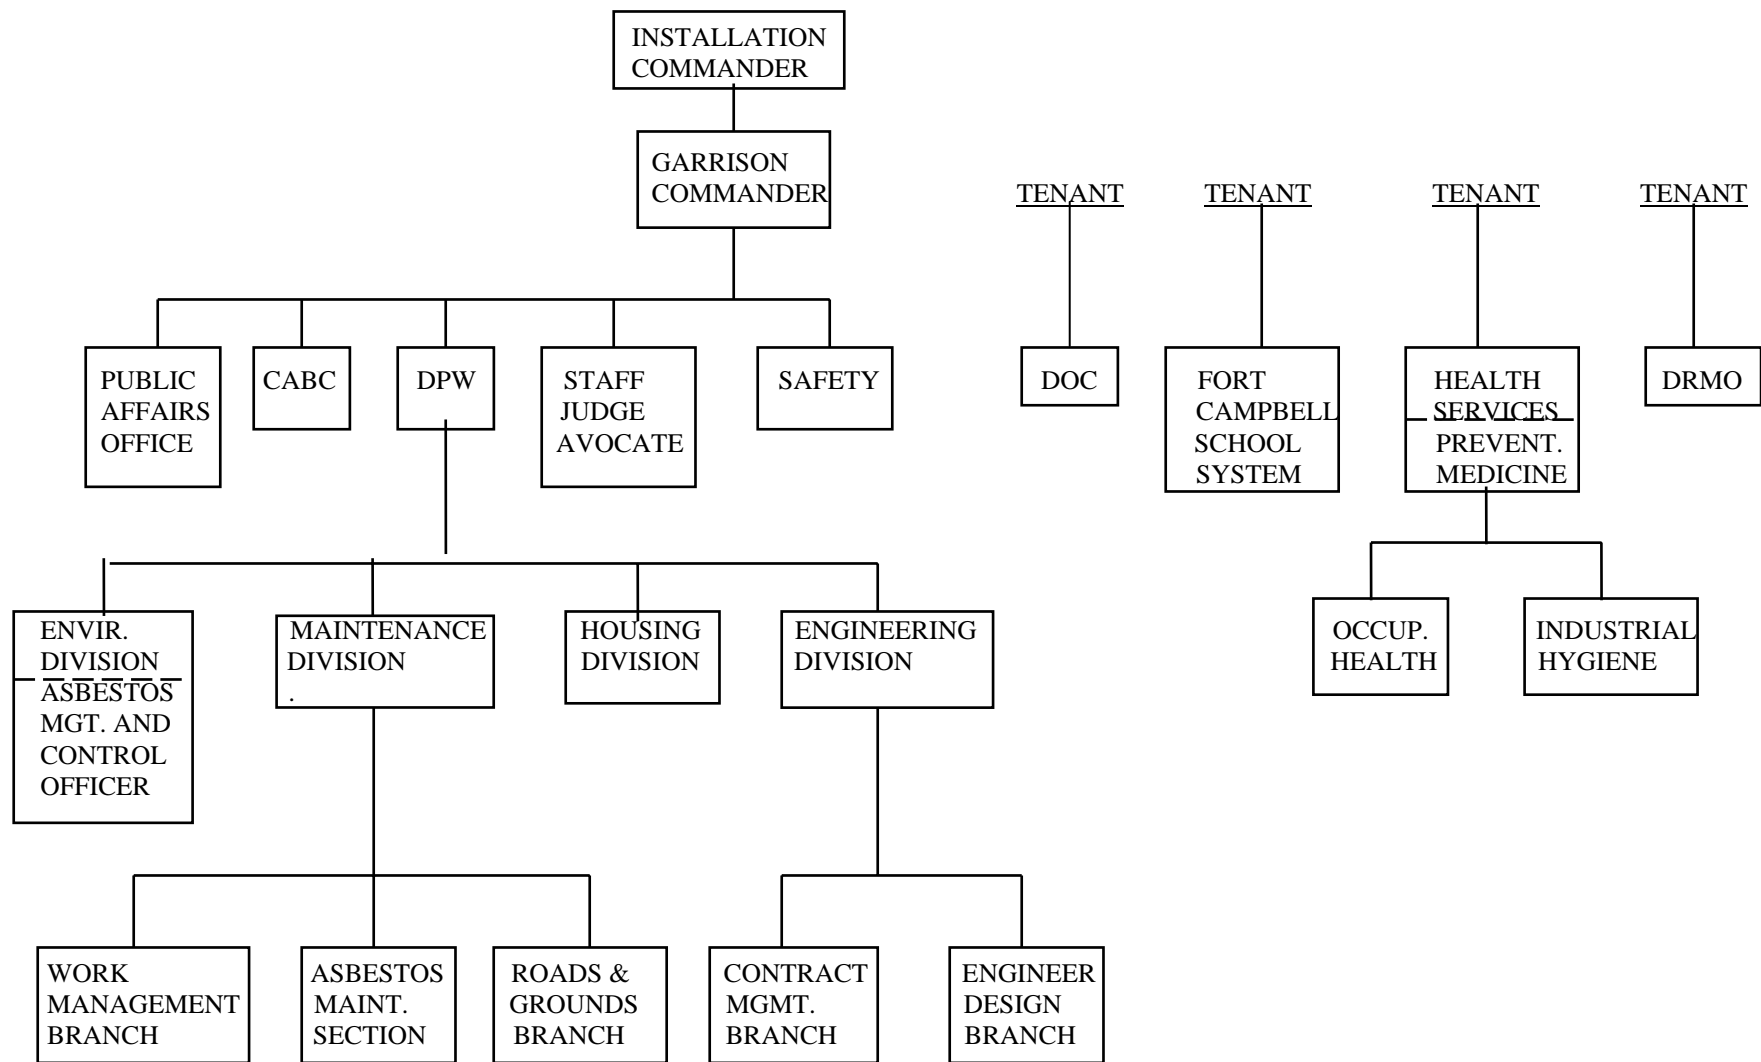 INSTALLATION
COMMANDER
GARRISON
COMMANDER
TENANT
TENANT
TENANT
TENANT
PUBLIC
AFFAIRS
OFFICE
CABC
DPW
STAFF
JUDGE
AVOCATE
SAFETY
DOC
FORT
CAMPBELL
SCHOOL
SYSTEM
HEALTH
SERVICES
PREVENT.
MEDICINE
DRMO
ENVIR.
DIVISION
ASBESTOS
MGT. AND
CONTROL
OFFICER
MAINTENANCE
DIVISION
.
HOUSING
DIVISION
ENGINEERING
DIVISION
OCCUP.
HEALTH
INDUSTRIAL
HYGIENE
WORK
MANAGEMENT
BRANCH
ASBESTOS
MAINT.
SECTION
ROADS &
GROUNDS
BRANCH
CONTRACT
MGMT.
BRANCH
ENGINEER
DESIGN
BRANCH